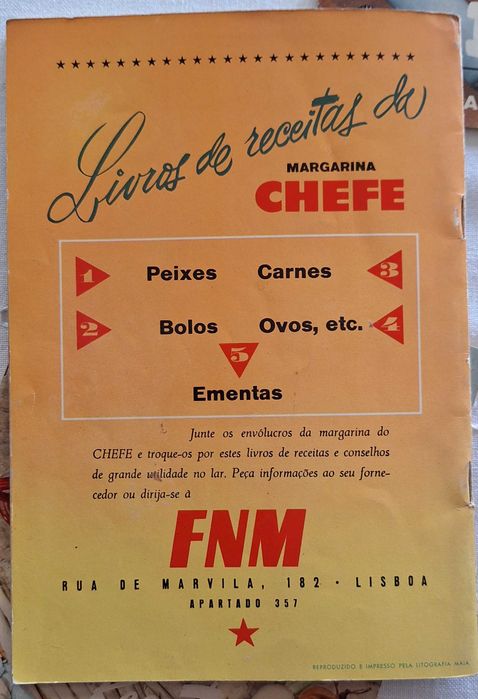 Livros de receitas da
MARGARINA
CHEFE
1 Peixes Carnes 3
2 Bolos Ovos, etc. 4
5
Ementas
Junte os envólucros da margarina do
CHEFE e troque-os por estes livros de receitas e conselhos
de grande utilidade no lar. Peça informações ao seu forne-
cedor ou dirija-se à
FNM
RUA DE MARVILA, 182 · LISBOA
APARTADO 357
REPRODUZIDO E IMPRESSO PELA LITOGRAFIA MAIA